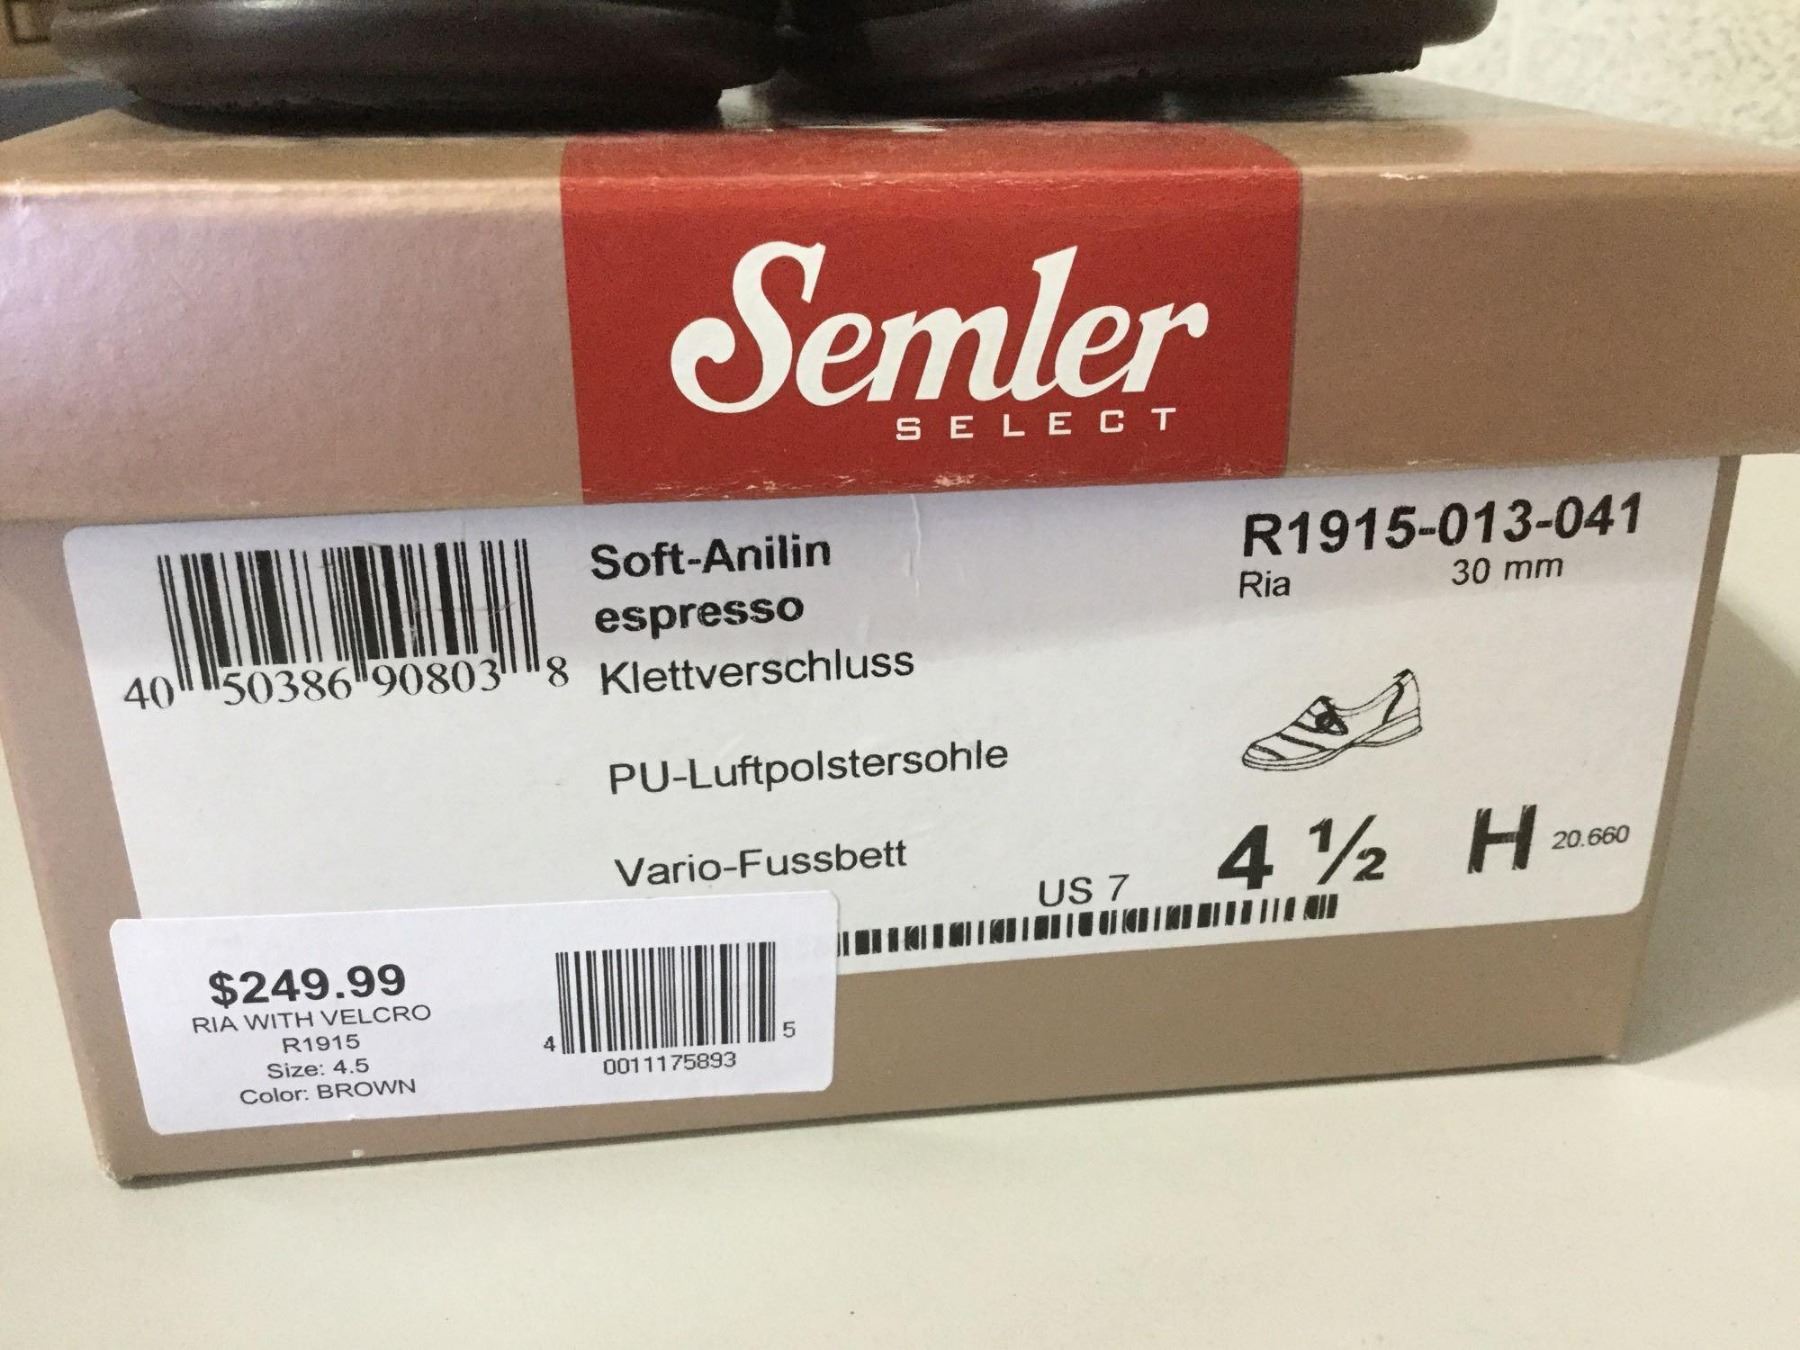 Semler
SELECT
R1915-013-041
Ria 30 mm
Soft-Anilin
espresso
Klettverschluss
PU-Luftpolstersohle
Vario-Fussbett
40 50386 90803 8
US 7 4 ½ H 20.660
$249.99
RIA WITH VELCRO
R1915
Size: 4.5
Color: BROWN
4 0011175893 5